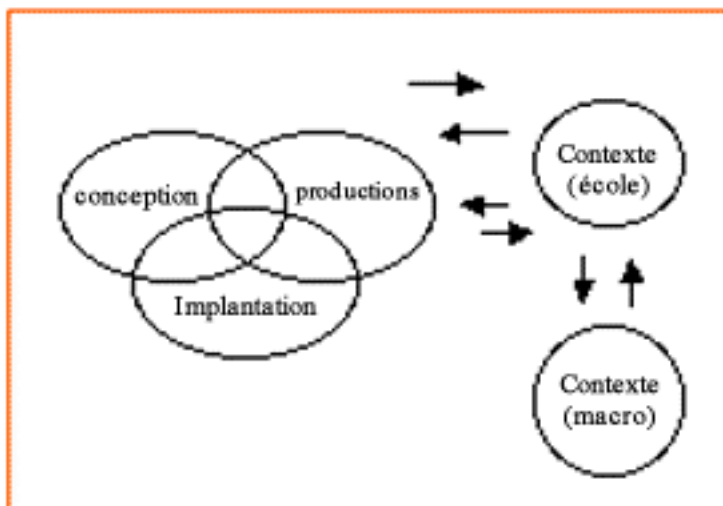 conception
productions
Implantation
Contexte
(école)
Contexte
(macro)